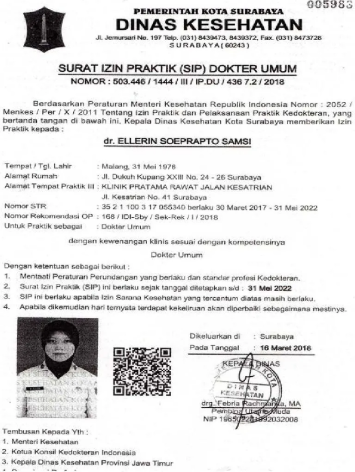 005983
PEMERINTAH KOTA SURABAYA
DINAS KESEHATAN
Jl. Jemursari No. 197 Telp. (031) 8439473, 8439372, Fax. (031) 8473728
SURABAYA (60243)
SURAT IZIN PRAKTIK (SIP) DOKTER UMUM
NOMOR : 503.446 / 1444 / III / IP.DU / 436 7.2 / 2018
Berdasarkan Peraturan Menteri Kesehatan Republik Indonesia Nomor : 2052 /
Menkes / Per / X / 2011 Tentang Izin Praktik dan Pelaksanaan Praktik Kedokteran, yang
bertanda tangan di bawah ini, Kepala Dinas Kesehatan Kota Surabaya memberikan Izin
Praktik kepada :
dr. ELLERIN SOEPRAPTO SAMSI
Tempat / Tgl. Lahir : Malang, 31 Mei 1976
Alamat Rumah : Jl. Dukuh Kupang XXIII No. 24 - 26 Surabaya
Alamat Tempat Praktik III : KLINIK PRATAMA RAWAT JALAN KESATRIAN
Jl. Kesatrian No. 41 Surabaya
Nomor STR : 35 2 1 100 3 17 055340 berlaku 30 Maret 2017 - 31 Mei 2022
Nomor Rekomendasi OP : 168 / IDI-Sby / Sek-Rek / I / 2018
Untuk Praktik sebagai : Dokter Umum
dengan kewenangan klinis sesuai dengan kompetensinya
Dokter Umum
Dengan ketentuan sebagai berikut :
1. Mentaati Peraturan Perundangan yang berlaku dan standar profesi Kedokteran.
2. Surat Izin Praktik (SIP) ini berlaku sejak tanggal ditetapkan s/d : 31 Mei 2022
3. SIP ini berlaku apabila Izin Sarana Kesehatan yang tercantum diatas masih berlaku.
4. Apabila dikemudian hari ternyata terdapat kekeliruan akan diperbaiki sebagaimana mestinya.
Dikeluarkan di : Surabaya
Pada Tanggal : 16 Maret 2018
KEPALA DINAS
DINAS
KESEHATAN
drg. Febria Rachmanita, MA
Pembina Utama Muda
Tembusan Kepada Yth :
1. Menteri Kesehatan
2. Ketua Konsil Kedokteran Indonesia
3. Kepala Dinas Kesehatan Provinsi Jawa Timur